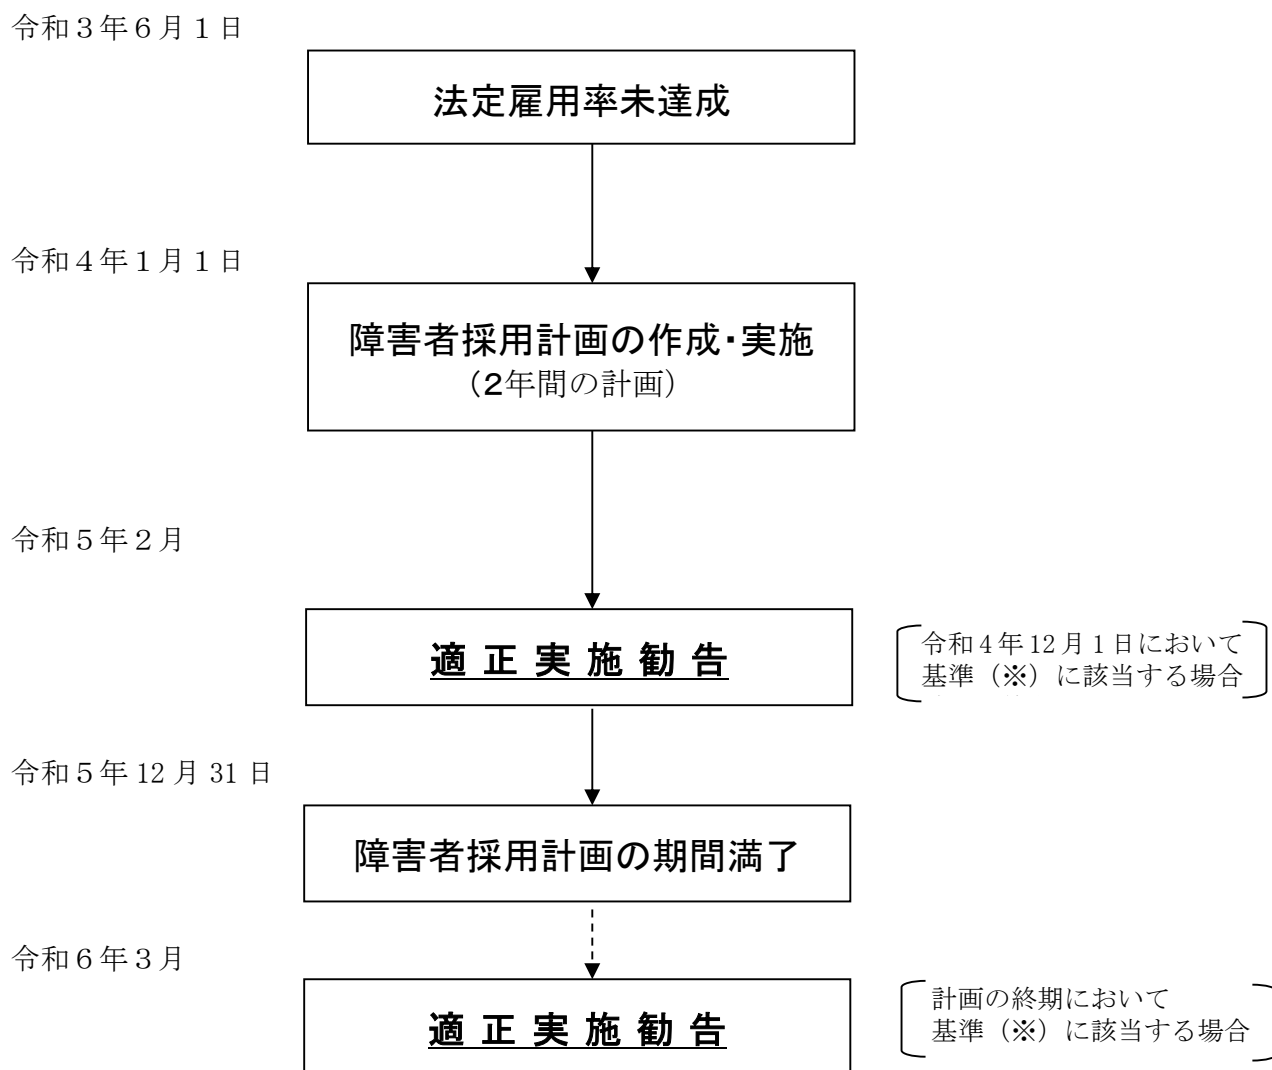 令和３年６月１日
法定雇用率未達成
令和４年１月１日
障害者採用計画の作成・実施
（２年間の計画）
令和５年２月
適正実施勧告
令和４年12月１日において
基準（※）に該当する場合
令和５年12月31日
障害者採用計画の期間満了
令和６年３月
適正実施勧告
計画の終期において
基準（※）に該当する場合